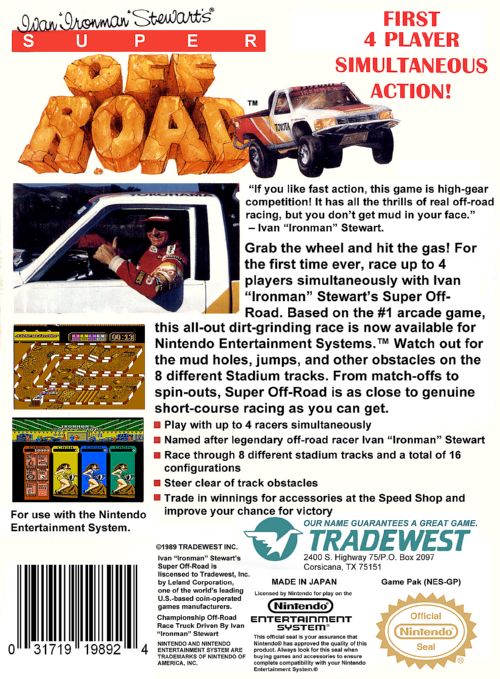 Ivan "Ironman" Stewart's®
SUPER
OFF
ROAD™
FIRST
4 PLAYER
SIMULTANEOUS
ACTION!
TOYOTA
"If you like fast action, this game is high-gear
competition! It has all the thrills of real off-road
racing, but you don't get mud in your face."
– Ivan "Ironman" Stewart.
Grab the wheel and hit the gas! For
the first time ever, race up to 4
players simultaneously with Ivan
"Ironman" Stewart's Super Off-
Road. Based on the #1 arcade game,
this all-out dirt-grinding race is now available for
Nintendo Entertainment Systems.™ Watch out for
the mud holes, jumps, and other obstacles on the
8 different Stadium tracks. From match-offs to
spin-outs, Super Off-Road is as close to genuine
short-course racing as you can get.
Play with up to 4 racers simultaneously
Named after legendary off-road racer Ivan "Ironman" Stewart
Race through 8 different stadium tracks and a total of 16
configurations
Steer clear of track obstacles
Trade in winnings for accessories at the Speed Shop and
improve your chance for victory
For use with the Nintendo
Entertainment System.
OUR NAME GUARANTEES A GREAT GAME.
TRADEWEST
2400 S. Highway 75/P.O. Box 2097
Corsicana, TX 75151
©1989 TRADEWEST INC.
Ivan "Ironman" Stewart's
Super Off-Road is
liscensed to Tradewest, Inc.
by Leland Corporation,
one of the world's leading
U.S.-based coin-operated
games manufacturers.
Championship Off-Road
Race Truck Driven By Ivan
"Ironman" Stewart
NINTENDO AND NINTENDO
ENTERTAINMENT SYSTEM ARE
TRADEMARKS OF NINTENDO OF
AMERICA, INC.
MADE IN JAPAN
Game Pak (NES-GP)
Licensed by Nintendo for play on the
Nintendo®
ENTERTAINMENT
SYSTEM™
This official seal is your assurance that
Nintendo® has approved the quality of this
product. Always look for this seal when
buying games and accessories to ensure
complete compatibility with your Nintendo
Entertainment System.®
Official
Nintendo®
Seal
0 31719 19892 4